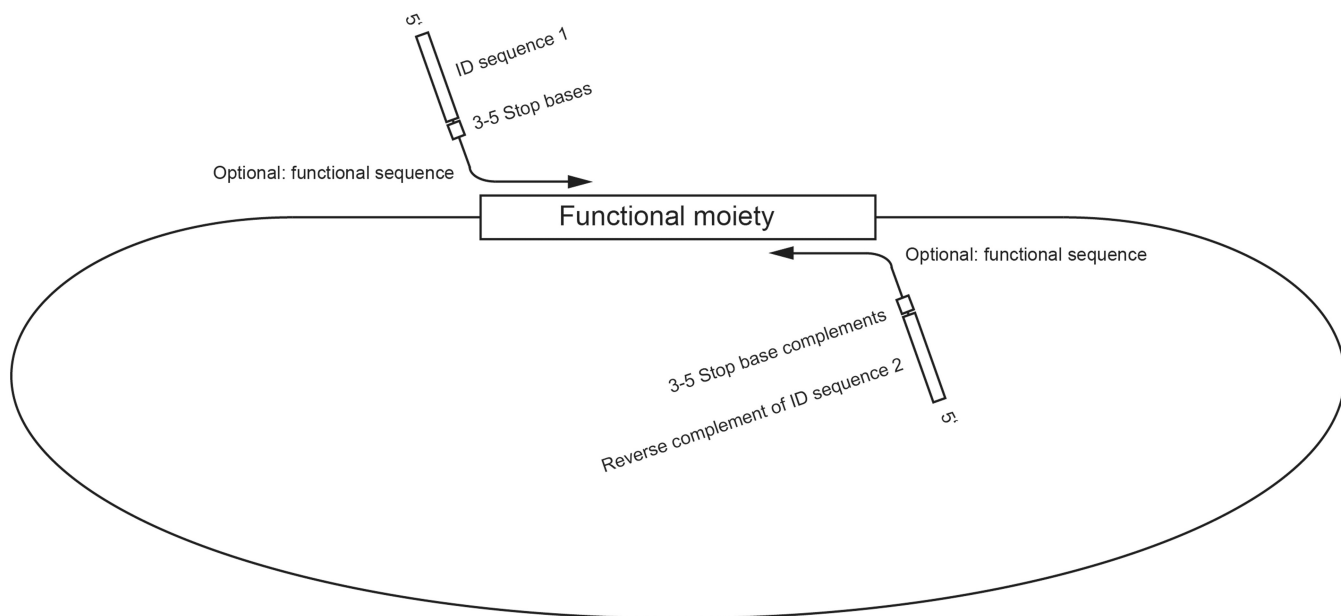 5'
ID sequence 1
3-5 Stop bases
Optional: functional sequence
Functional moiety
Optional: functional sequence
3-5 Stop base complements
Reverse complement of ID sequence 2
5'